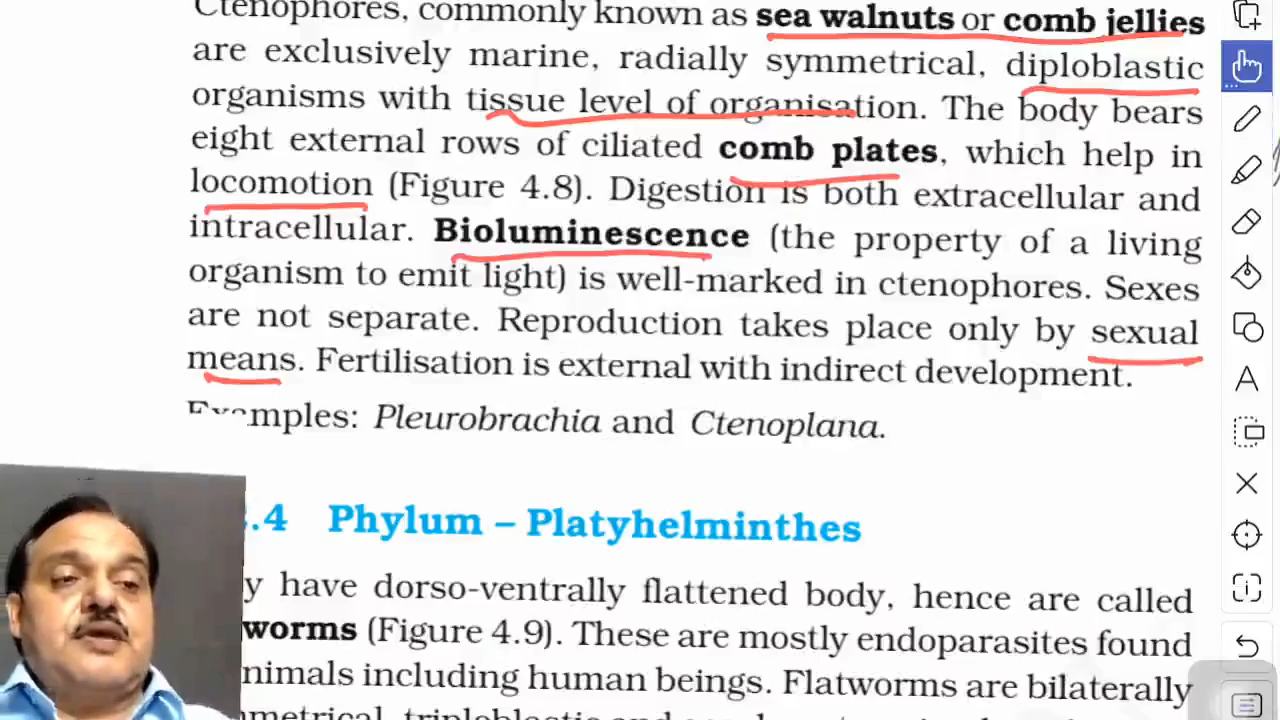 Ctenophores, commonly known as sea walnuts or comb jellies
are exclusively marine, radially symmetrical, diploblastic
organisms with tissue level of organisation. The body bears
eight external rows of ciliated comb plates, which help in
locomotion (Figure 4.8). Digestion is both extracellular and
intracellular. Bioluminescence (the property of a living
organism to emit light) is well-marked in ctenophores. Sexes
are not separate. Reproduction takes place only by sexual
means. Fertilisation is external with indirect development.
Examples: Pleurobrachia and Ctenoplana.
.4 Phylum – Platyhelminthes
y have dorso-ventrally flattened body, hence are called
worms (Figure 4.9). These are mostly endoparasites found
nimals including human beings. Flatworms are bilaterally